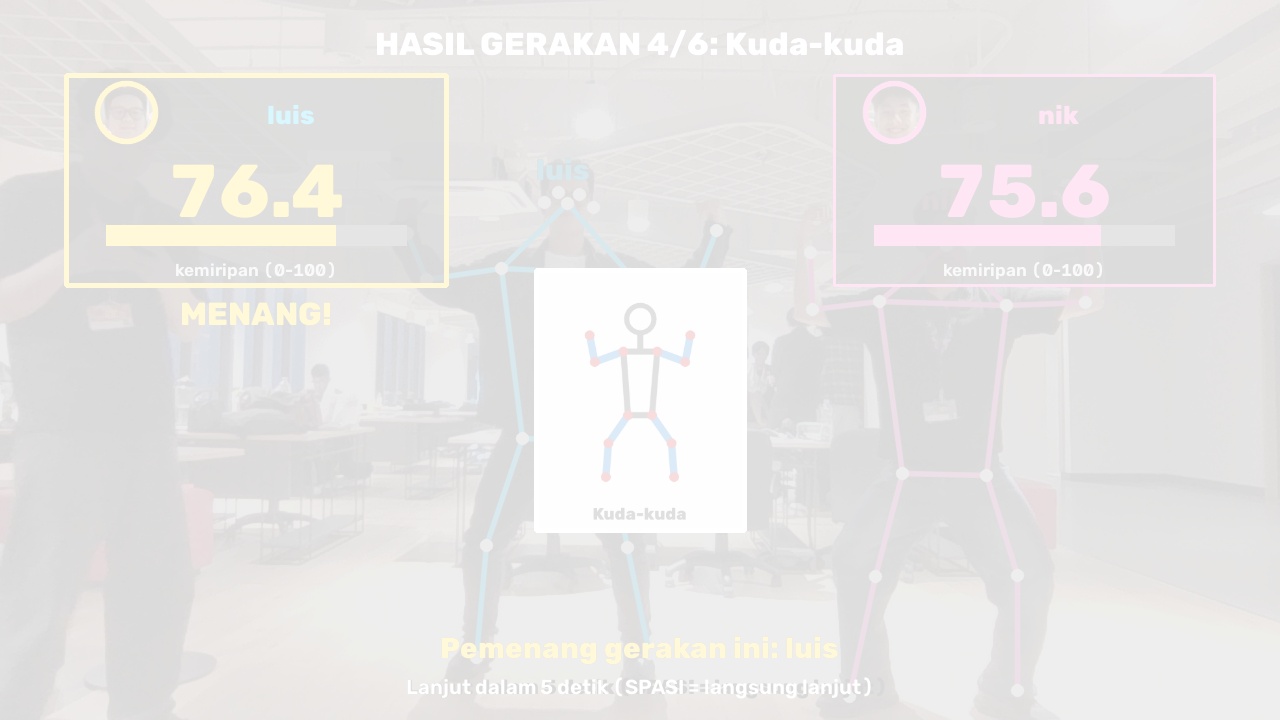 HASIL GERAKAN 4/6: Kuda-kuda
luis
76.4
kemiripan (0-100)
MENANG!
luis
nik
75.6
kemiripan (0-100)
Kuda-kuda
Pemenang gerakan ini: luis
Lanjut dalam 5 detik (SPASI = langsung lanjut)